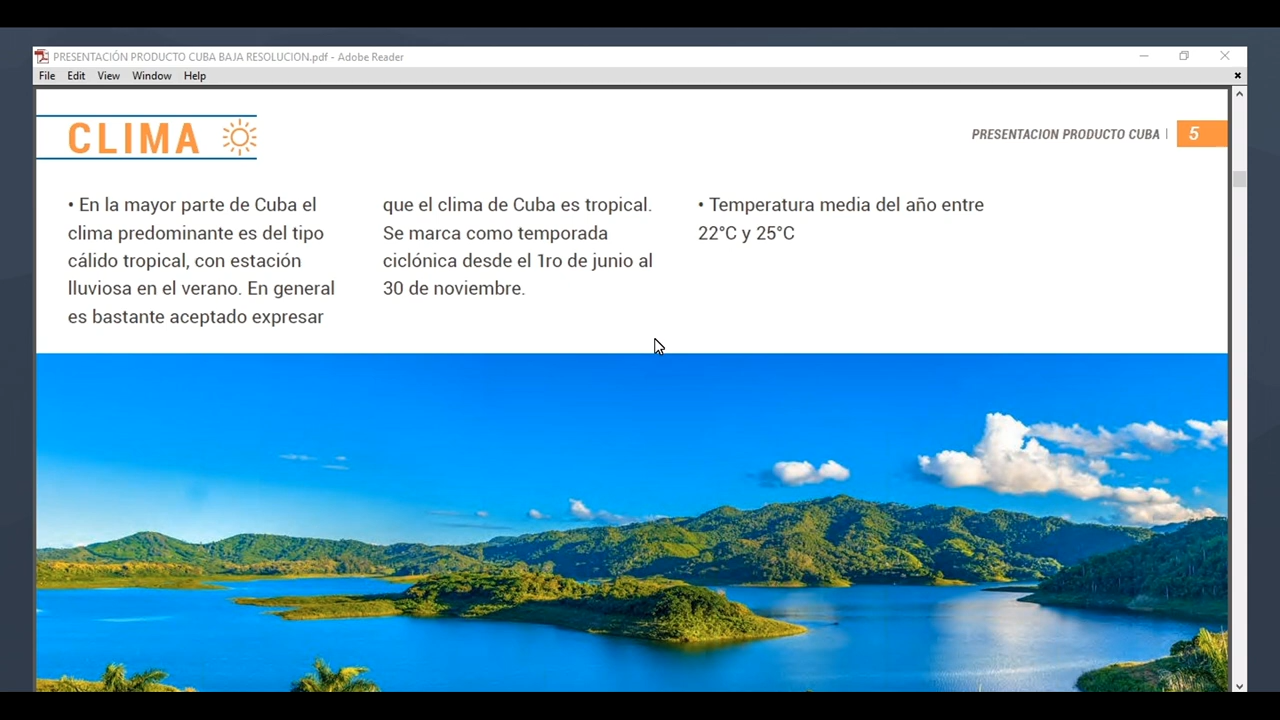 PRESENTACIÓN PRODUCTO CUBA BAJA RESOLUCION.pdf - Adobe Reader
File Edit View Window Help
CLIMA
PRESENTACION PRODUCTO CUBA | 5
• En la mayor parte de Cuba el
clima predominante es del tipo
cálido tropical, con estación
lluviosa en el verano. En general
es bastante aceptado expresar
que el clima de Cuba es tropical.
Se marca como temporada
ciclónica desde el 1ro de junio al
30 de noviembre.
• Temperatura media del año entre
22°C y 25°C